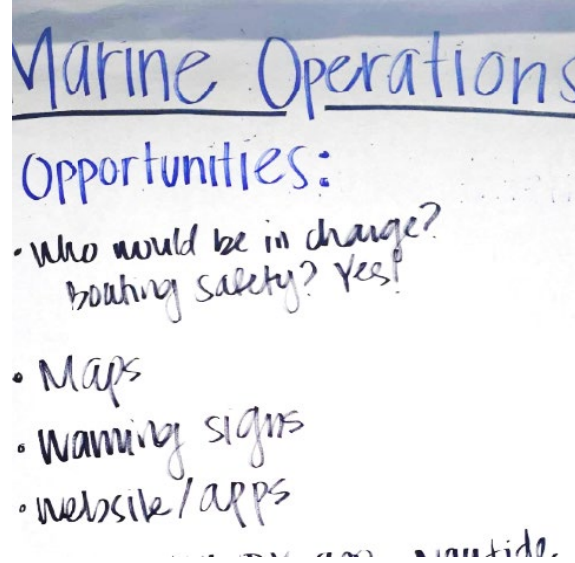 Marine Operations
Opportunities:
• Who would be in charge?
Boating safety? Yes!
• Maps
• Warning signs
• Website/apps